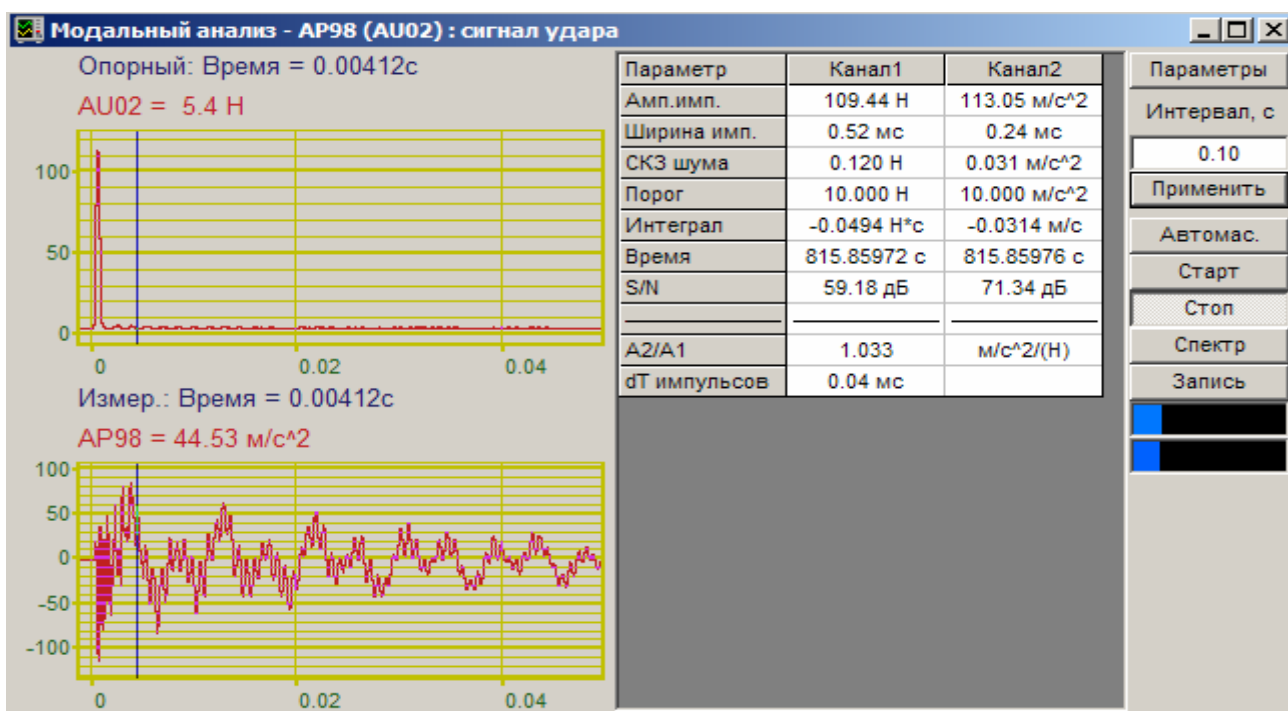 Модальный анализ - AP98 (AU02) : сигнал удара
Опорный: Время = 0.00412с
AU02 = 5.4 Н
100
50
0
0 0.02 0.04
Измер.: Время = 0.00412с
AP98 = 44.53 м/с^2
100
50
0
-50
-100
0 0.02 0.04
Параметр Канал1 Канал2
Амп.имп. 109.44 Н 113.05 м/с^2
Ширина имп. 0.52 мс 0.24 мс
СКЗ шума 0.120 Н 0.031 м/с^2
Порог 10.000 Н 10.000 м/с^2
Интеграл -0.0494 Н*с -0.0314 м/с
Время 815.85972 с 815.85976 с
S/N 59.18 дБ 71.34 дБ
A2/A1 1.033 м/с^2/(Н)
dT импульсов 0.04 мс
Параметры
Интервал, с
0.10
Применить
Автомас.
Старт
Стоп
Спектр
Запись